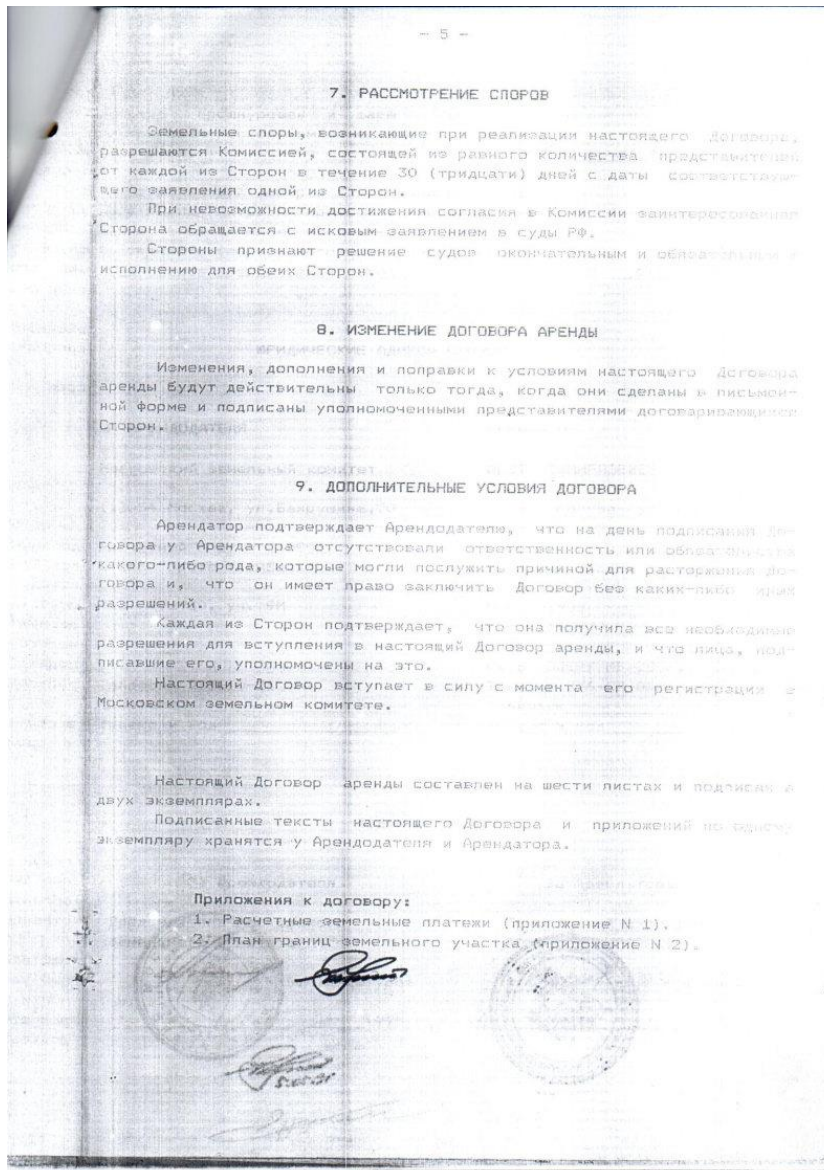 - 5 -
7. РАССМОТРЕНИЕ СПОРОВ
Земельные споры, возникающие при реализации настоящего Договора,
разрешаются Комиссией, состоящей из равного количества представителей
от каждой из Сторон в течение 30 (тридцати) дней с даты соответствую-
щего заявления одной из Сторон.
При невозможности достижения согласия в Комиссии заинтересованная
Сторона обращается с исковым заявлением в суды РФ.
Стороны признают решение судов окончательным и обязательным к
исполнению для обеих Сторон.
8. ИЗМЕНЕНИЕ ДОГОВОРА АРЕНДЫ
ЮРИДИЧЕСКИЕ АДРЕСА
Изменения, дополнения и поправки к условиям настоящего Договора
аренды будут действительны только тогда, когда они сделаны в письмен-
ной форме и подписаны уполномоченными представителями договаривающихся
Сторон.
Московский земельный комитет
9. ДОПОЛНИТЕЛЬНЫЕ УСЛОВИЯ ДОГОВОРА
Арендатор подтверждает Арендодателю, что на день подписания До-
говора у Арендатора отсутствовали ответственность или обязательства
какого-либо рода, которые могли послужить причиной для расторжения До-
говора и, что он имеет право заключить Договор без каких-либо иных
разрешений.
Каждая из Сторон подтверждает, что она получила все необходимые
разрешения для вступления в настоящий Договор аренды, и что лица, под-
писавшие его, уполномочены на это.
Настоящий Договор вступает в силу с момента его регистрации в
Московском земельном комитете.
Настоящий Договор аренды составлен на шести листах и подписан в
двух экземплярах.
Подписанные тексты настоящего Договора и приложений по одному
экземпляру хранятся у Арендодателя и Арендатора.
Приложения к договору:
1. Расчетные земельные платежи (приложение N 1).
2. План границ земельного участка (приложение N 2).